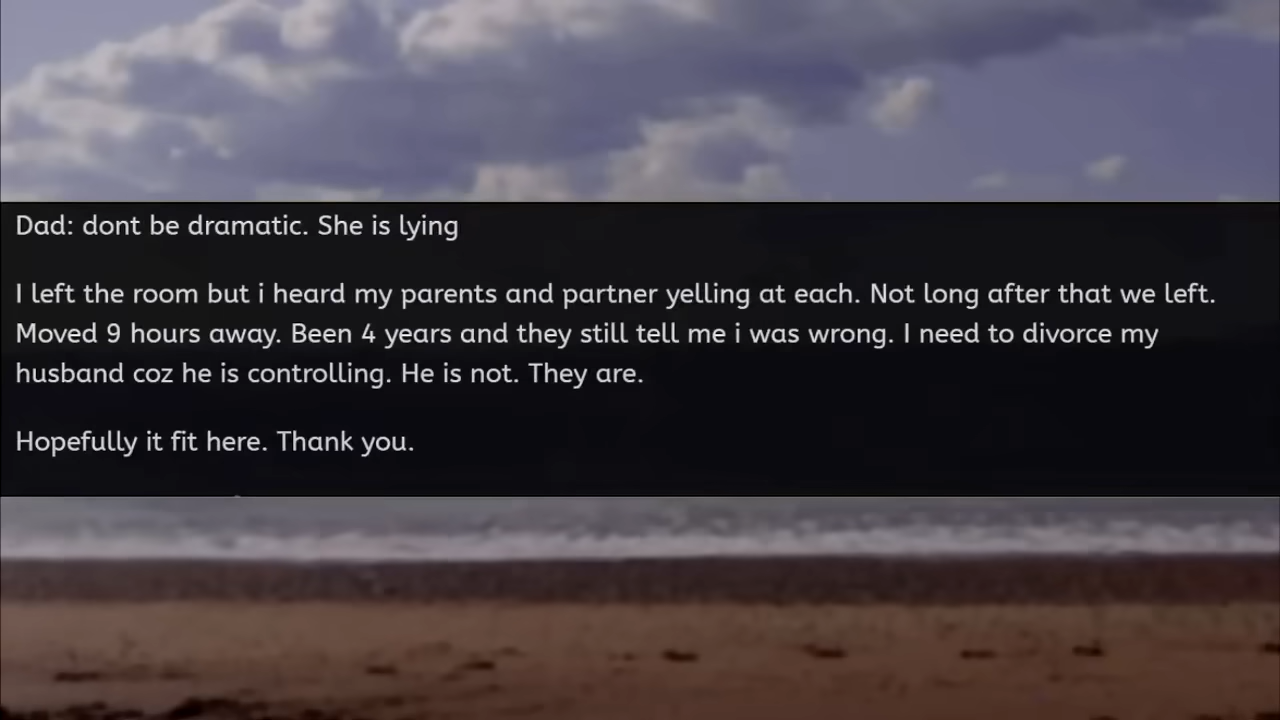 Dad: dont be dramatic. She is lying
I left the room but i heard my parents and partner yelling at each. Not long after that we left.
Moved 9 hours away. Been 4 years and they still tell me i was wrong. I need to divorce my
husband coz he is controlling. He is not. They are.
Hopefully it fit here. Thank you.